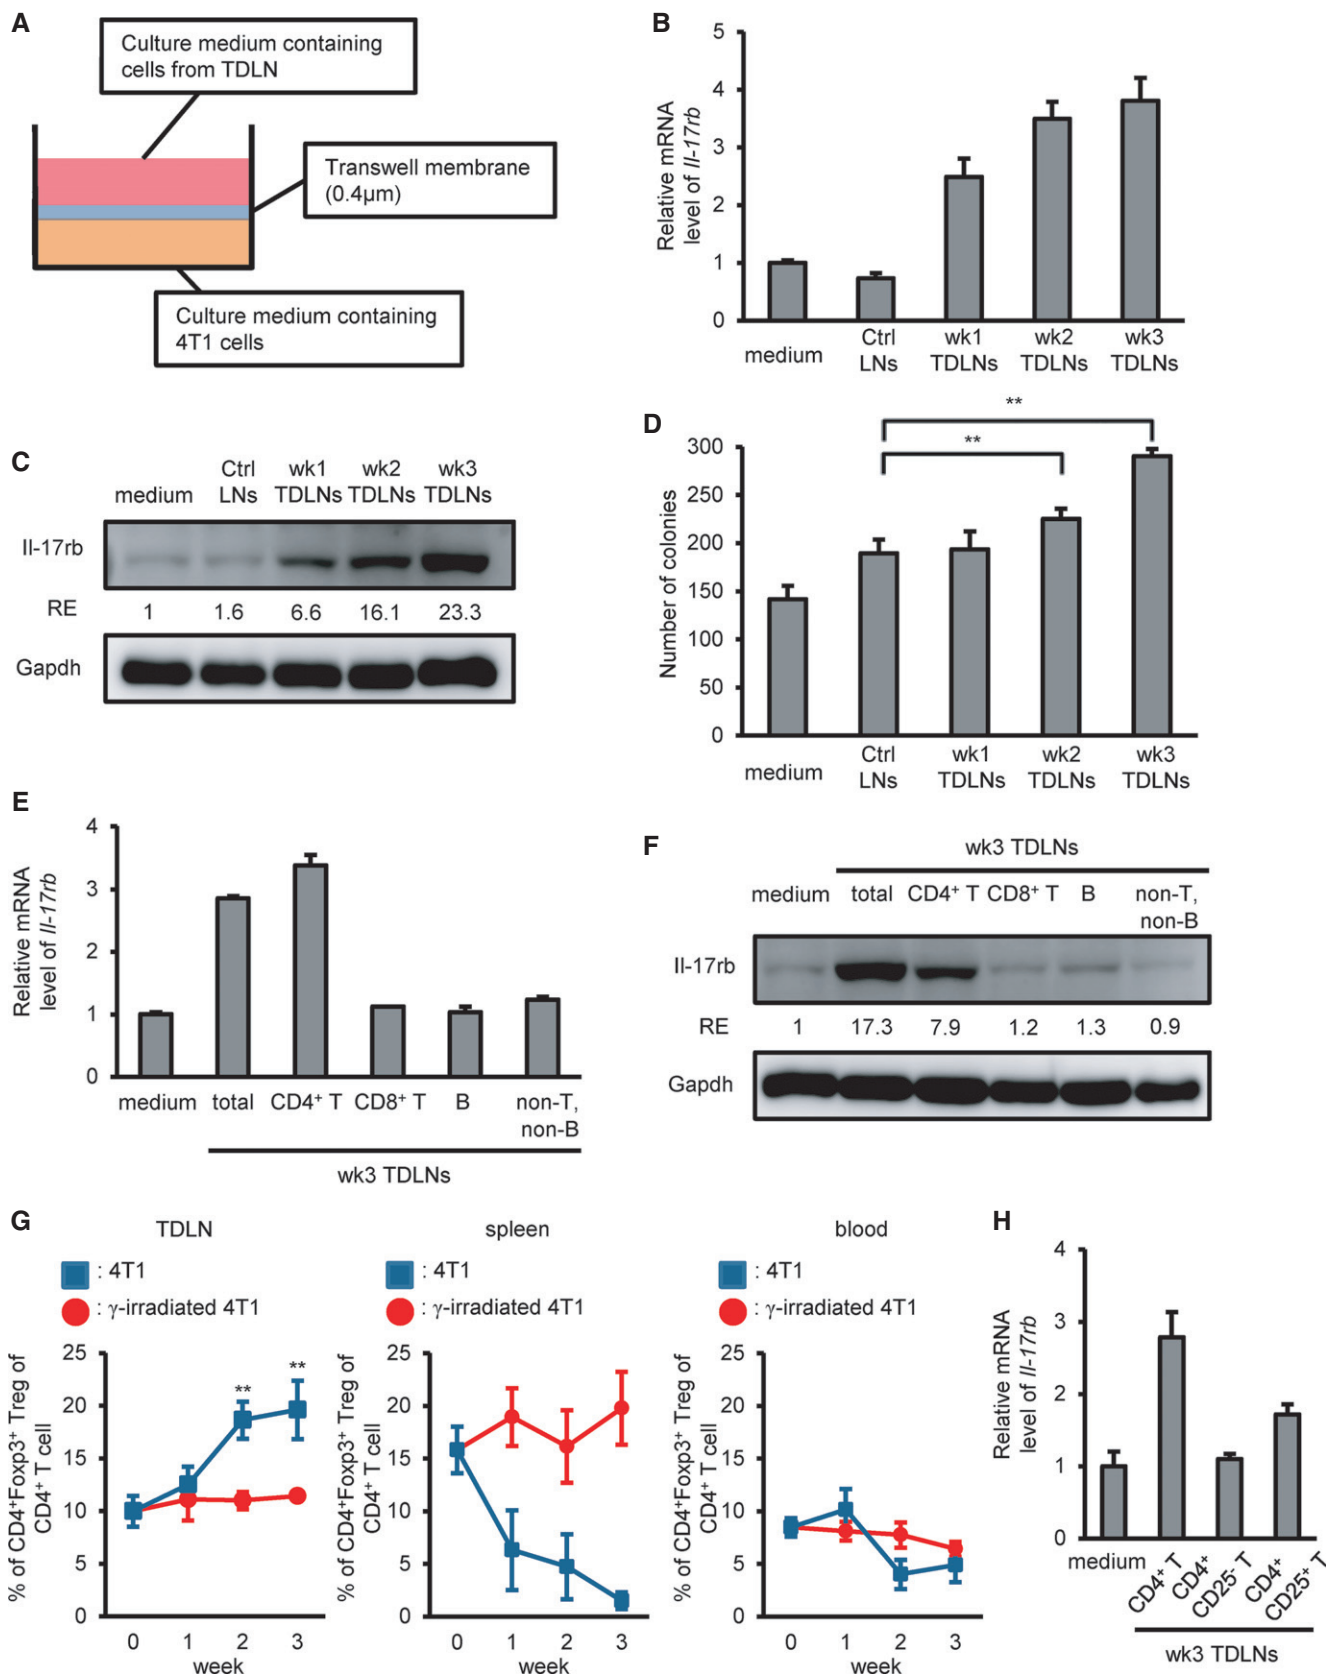 A
Culture medium containing
cells from TDLN
Transwell membrane
(0.4μm)
Culture medium containing
4T1 cells
B
Relative mRNA
level of Il-17rb
5
4
3
2
1
0
medium
Ctrl
LNs
wk1
TDLNs
wk2
TDLNs
wk3
TDLNs
C
medium
Ctrl
LNs
wk1
TDLNs
wk2
TDLNs
wk3
TDLNs
Il-17rb
RE 1 1.6 6.6 16.1 23.3
Gapdh
D
**
**
Number of colonies
300
250
200
150
100
50
0
medium
Ctrl
LNs
wk1
TDLNs
wk2
TDLNs
wk3
TDLNs
E
Relative mRNA
level of Il-17rb
4
3
2
1
0
medium total CD4+ T CD8+ T B non-T,
non-B
wk3 TDLNs
F
wk3 TDLNs
medium total CD4+ T CD8+ T B non-T,
non-B
Il-17rb
RE 1 17.3 7.9 1.2 1.3 0.9
Gapdh
G
TDLN
: 4T1
: γ-irradiated 4T1
% of CD4+Foxp3+ Treg of
CD4+ T cell
25
20
15
10
5
0
** **
0 1 2 3
week
spleen
: 4T1
: γ-irradiated 4T1
% of CD4+Foxp3+ Treg of
CD4+ T cell
25
20
15
10
5
0
0 1 2 3
week
blood
: 4T1
: γ-irradiated 4T1
% of CD4+Foxp3+ Treg of
CD4+ T cell
25
20
15
10
5
0
0 1 2 3
week
H
Relative mRNA
level of Il-17rb
4
3
2
1
0
medium
CD4+ T
CD4+
CD25- T
CD4+
CD25+ T
wk3 TDLNs